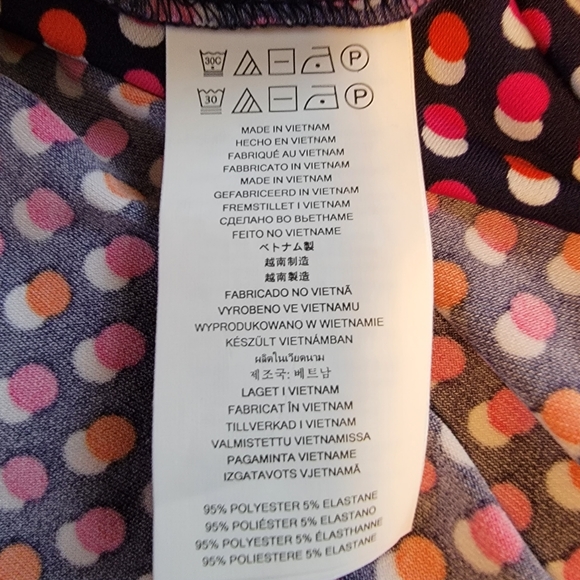 30C P
30 P
MADE IN VIETNAM
HECHO EN VIETNAM
FABRIQUÉ AU VIETNAM
FABBRICATO IN VIETNAM
MADE IN VIETNAM
GEFABRICEERD IN VIETNAM
FREMSTILLET I VIETNAM
СДЕЛАНО ВО ВЬЕТНАМЕ
FEITO NO VIETNAME
ベトナム製
越南制造
越南製造
FABRICADO NO VIETNÃ
VYROBENO VE VIETNAMU
WYPRODUKOWANO W WIETNAMIE
KÉSZÜLT VIETNÁMBAN
ผลิตในเวียดนาม
제조국: 베트남
LAGET I VIETNAM
FABRICAT ÎN VIETNAM
TILLVERKAD I VIETNAM
VALMISTETTU VIETNAMISSA
PAGAMINTA VIETNAME
IZGATAVOTS VJETNAMĀ
95% POLYESTER 5% ELASTANE
95% POLIÉSTER 5% ELASTANO
95% POLYESTER 5% ÉLASTHANNE
95% POLIESTERE 5% ELASTANE